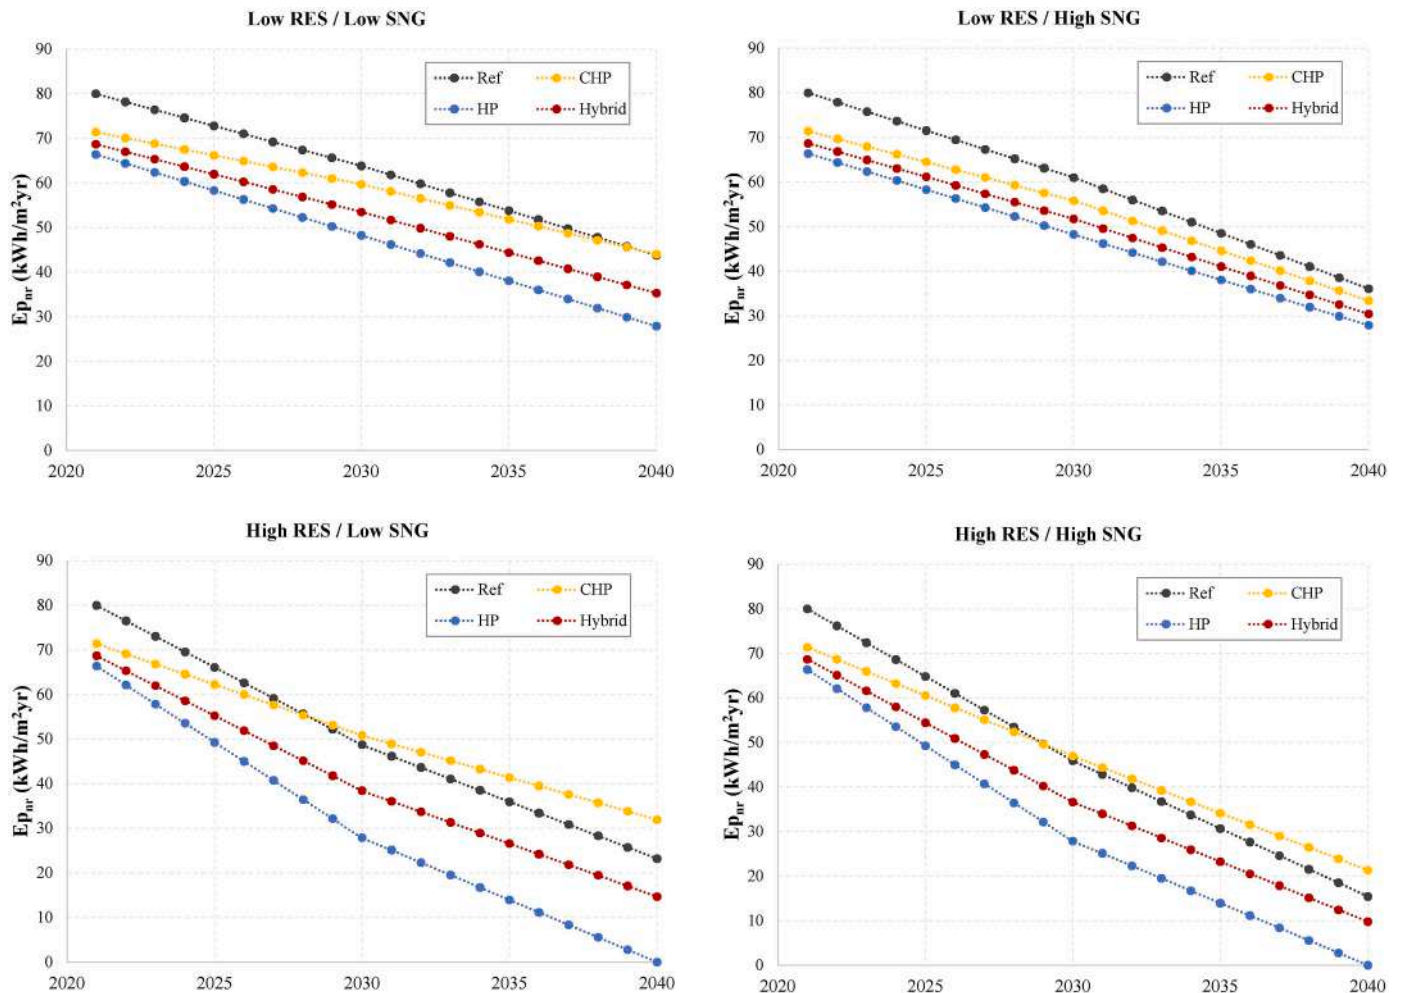 Low RES / Low SNG
90
80
70
60
50
40
30
20
10
0
Ep_nr (kWh/m²yr)
Ref
CHP
HP
Hybrid
2020
2025
2030
2035
2040
Low RES / High SNG
90
80
70
60
50
40
30
20
10
0
Ep_nr (kWh/m²yr)
Ref
CHP
HP
Hybrid
2020
2025
2030
2035
2040
High RES / Low SNG
90
80
70
60
50
40
30
20
10
0
Ep_nr (kWh/m²yr)
Ref
CHP
HP
Hybrid
2020
2025
2030
2035
2040
High RES / High SNG
90
80
70
60
50
40
30
20
10
0
Ep_nr (kWh/m²yr)
Ref
CHP
HP
Hybrid
2020
2025
2030
2035
2040